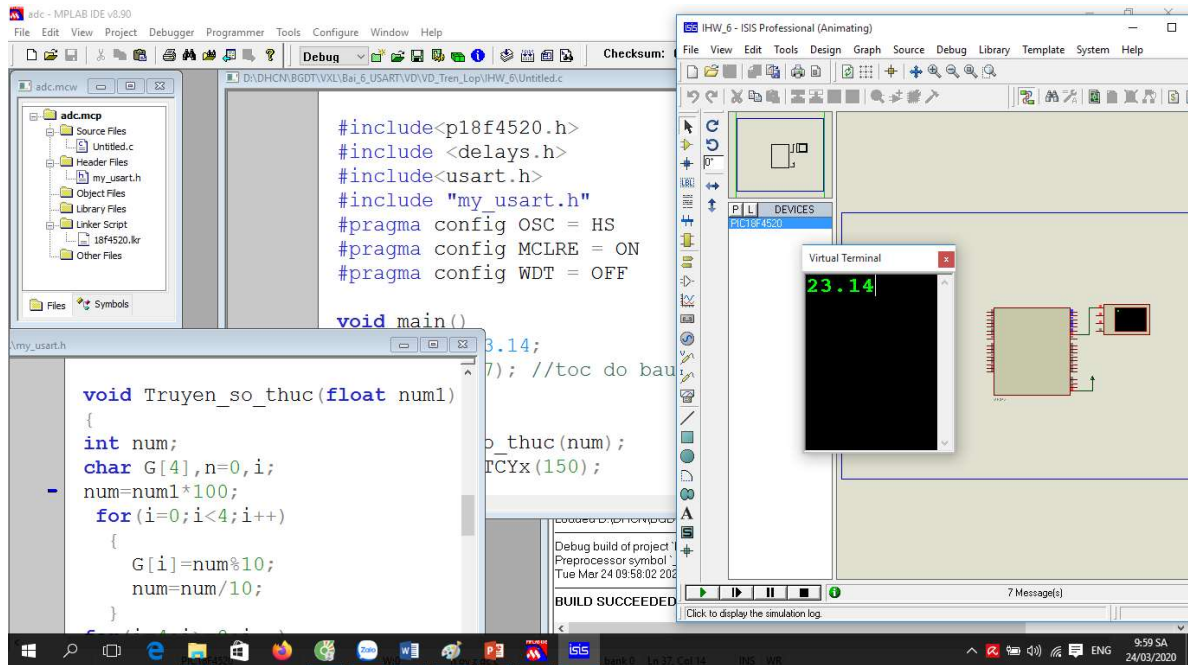 adc - MPLAB IDE v8.90
File Edit View Project Debugger Programmer Tools Configure Window Help
Debug
Checksum:
adc.mcw
adc.mcp
Source Files
Untitled.c
Header Files
my_usart.h
Object Files
Library Files
Linker Script
18f4520.lkr
Other Files
Files Symbols
D:\DHCN\BGDT\VXL\Bai_6_USART\VD\VD_Tren_Lop\IHW_6\Untitled.c
#include<p18f4520.h>
#include <delays.h>
#include<usart.h>
#include "my_usart.h"
#pragma config OSC = HS
#pragma config MCLRE = ON
#pragma config WDT = OFF
void main()
3.14;
7); //toc do bau
o_thuc(num);
TCYx(150);
\my_usart.h
void Truyen_so_thuc(float num1)
{
int num;
char G[4],n=0,i;
num=num1*100;
for(i=0;i<4;i++)
{
G[i]=num%10;
num=num/10;
}
Debug build of project
Preprocessor symbol
Tue Mar 24 09:58:02 202
BUILD SUCCEEDED
IHW_6 - ISIS Professional (Animating)
File View Edit Tools Design Graph Source Debug Library Template System Help
0°
LBL
P L DEVICES
PIC18F4520
Virtual Terminal
23.14
A
S
7 Message(s)
Click to display the simulation log.
Zalo
isis
ENG
9:59 SA
24/03/2020